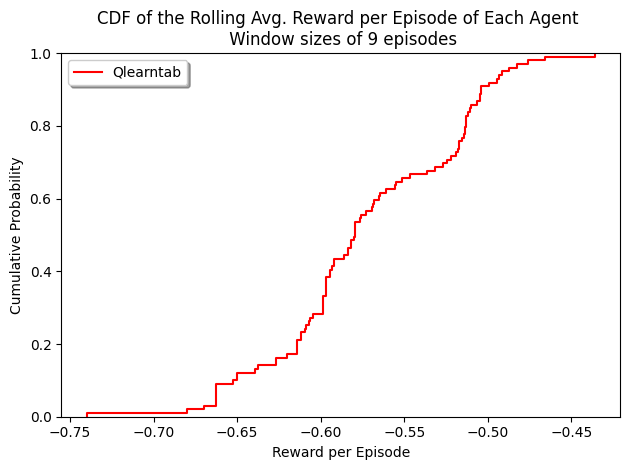 CDF of the Rolling Avg. Reward per Episode of Each Agent
Window sizes of 9 episodes
Qlearntab
Cumulative Probability
1.0
0.8
0.6
0.4
0.2
0.0
−0.75
−0.70
−0.65
−0.60
−0.55
−0.50
−0.45
Reward per Episode